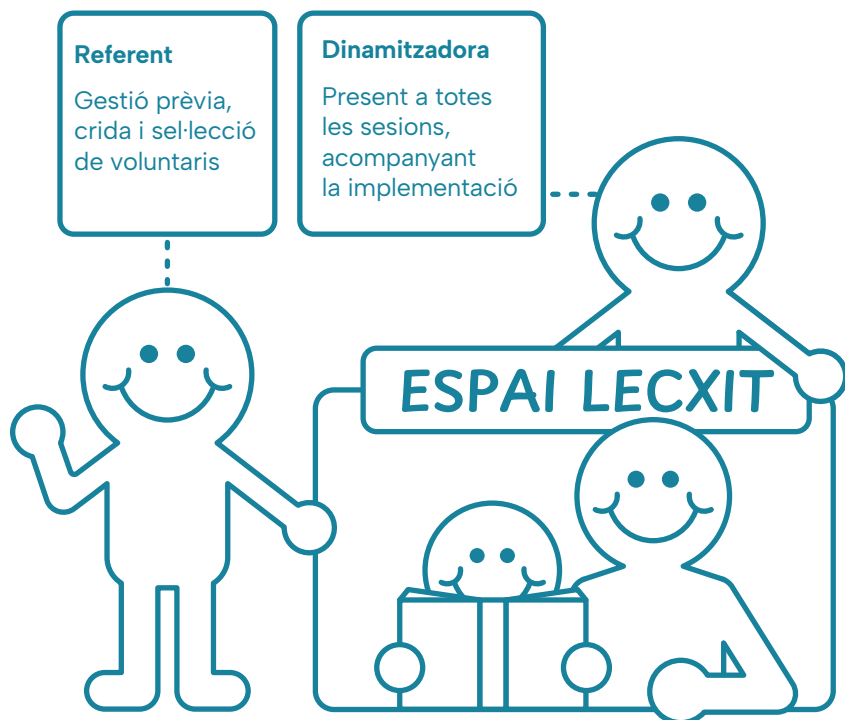 Referent
Gestió prèvia,
crida i sel·lecció
de voluntaris
Dinamitzadora
Present a totes
les sesions,
acompanyant
la implementació
ESPAI LECXIT